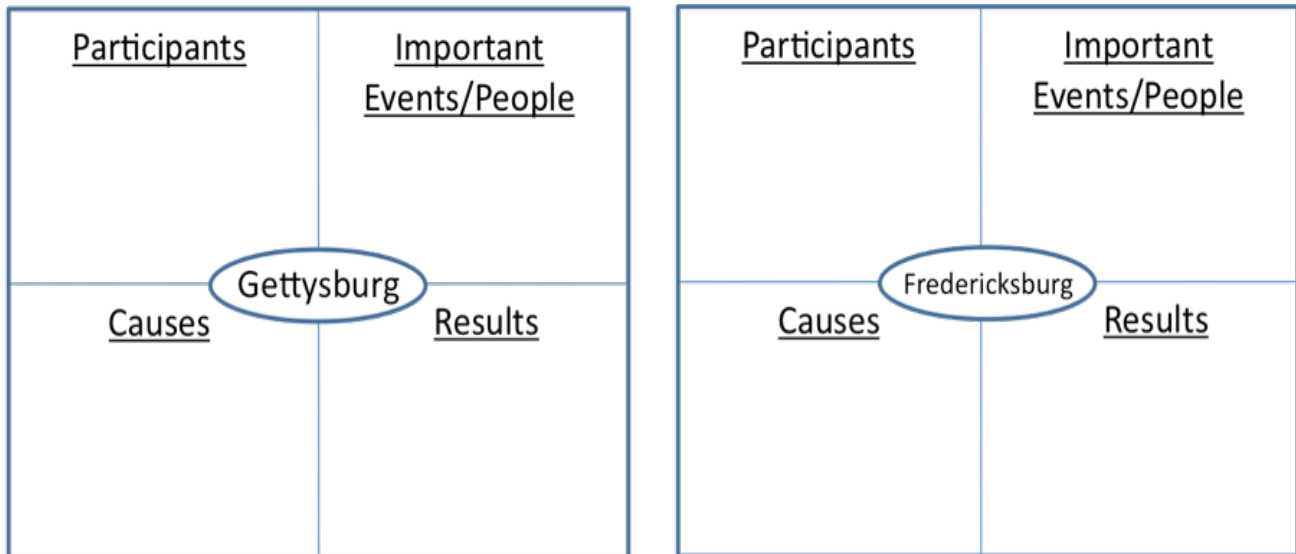 Participants
Important
Events/People
Gettysburg
Causes
Results
Participants
Important
Events/People
Fredericksburg
Causes
Results